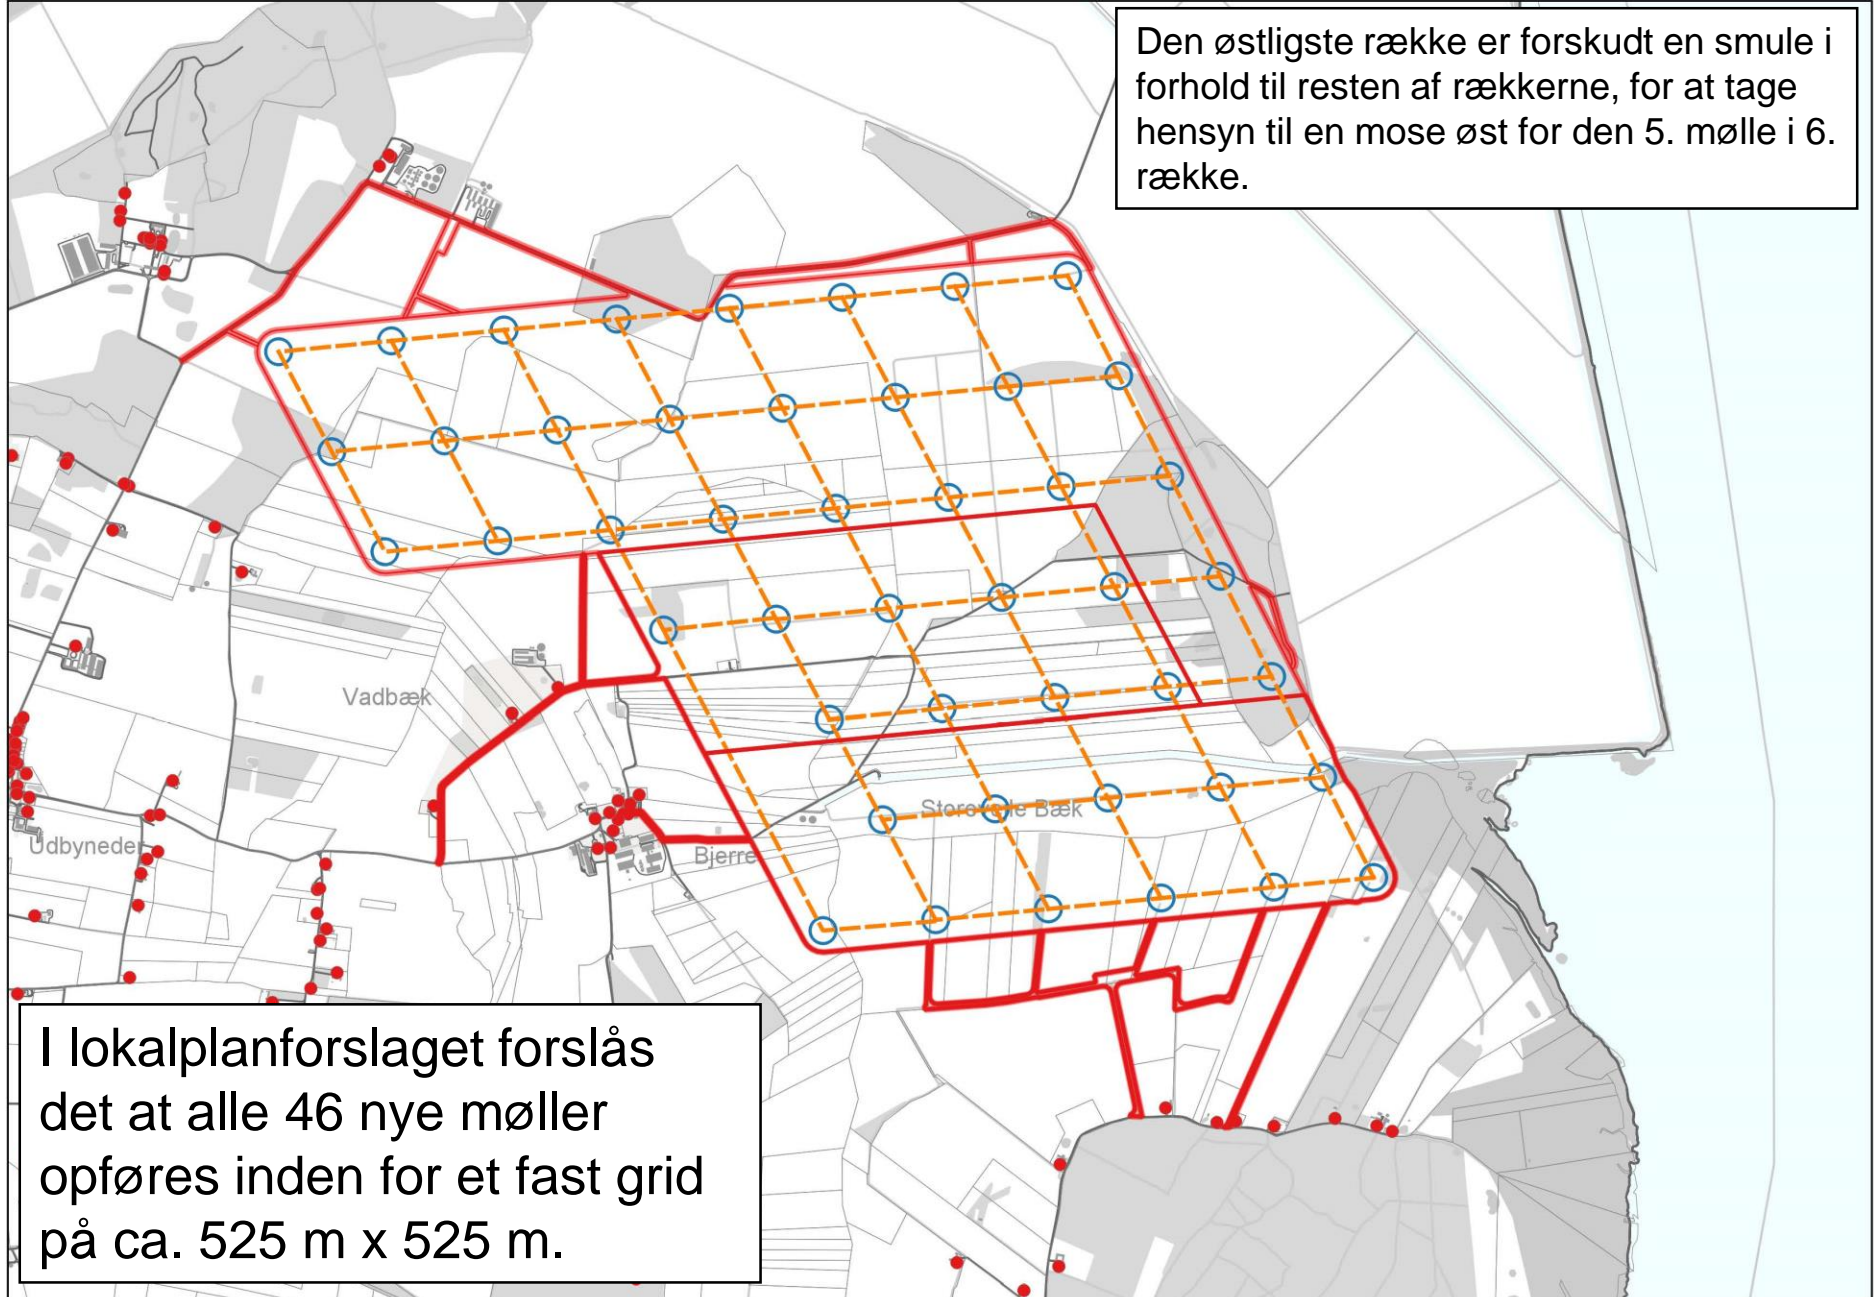 Den østligste række er forskudt en smule i
forhold til resten af rækkerne, for at tage
hensyn til en mose øst for den 5. mølle i 6.
række.
Vadbæk
Storevade Bæk
Udbyneder
Bjerre
I lokalplanforslaget forslås
det at alle 46 nye møller
opføres inden for et fast grid
på ca. 525 m x 525 m.